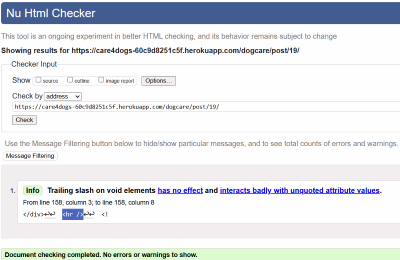 Nu Html Checker
This tool is an ongoing experiment in better HTML checking, and its behavior remains subject to change
Showing results for https://care4dogs-60c9d8251c5f.herokuapp.com/dogcare/post/19/
Checker Input
Show source outline image report Options...
Check by address
https://care4dogs-60c9d8251c5f.herokuapp.com/dogcare/post/19/
Check
Use the Message Filtering button below to hide/show particular messages, and to see total counts of errors and warnings.
Message Filtering
1. Info Trailing slash on void elements has no effect and interacts badly with unquoted attribute values.
From line 158, column 3; to line 158, column 8
</div>↩↩ <hr />↩↩ <!
Document checking completed. No errors or warnings to show.